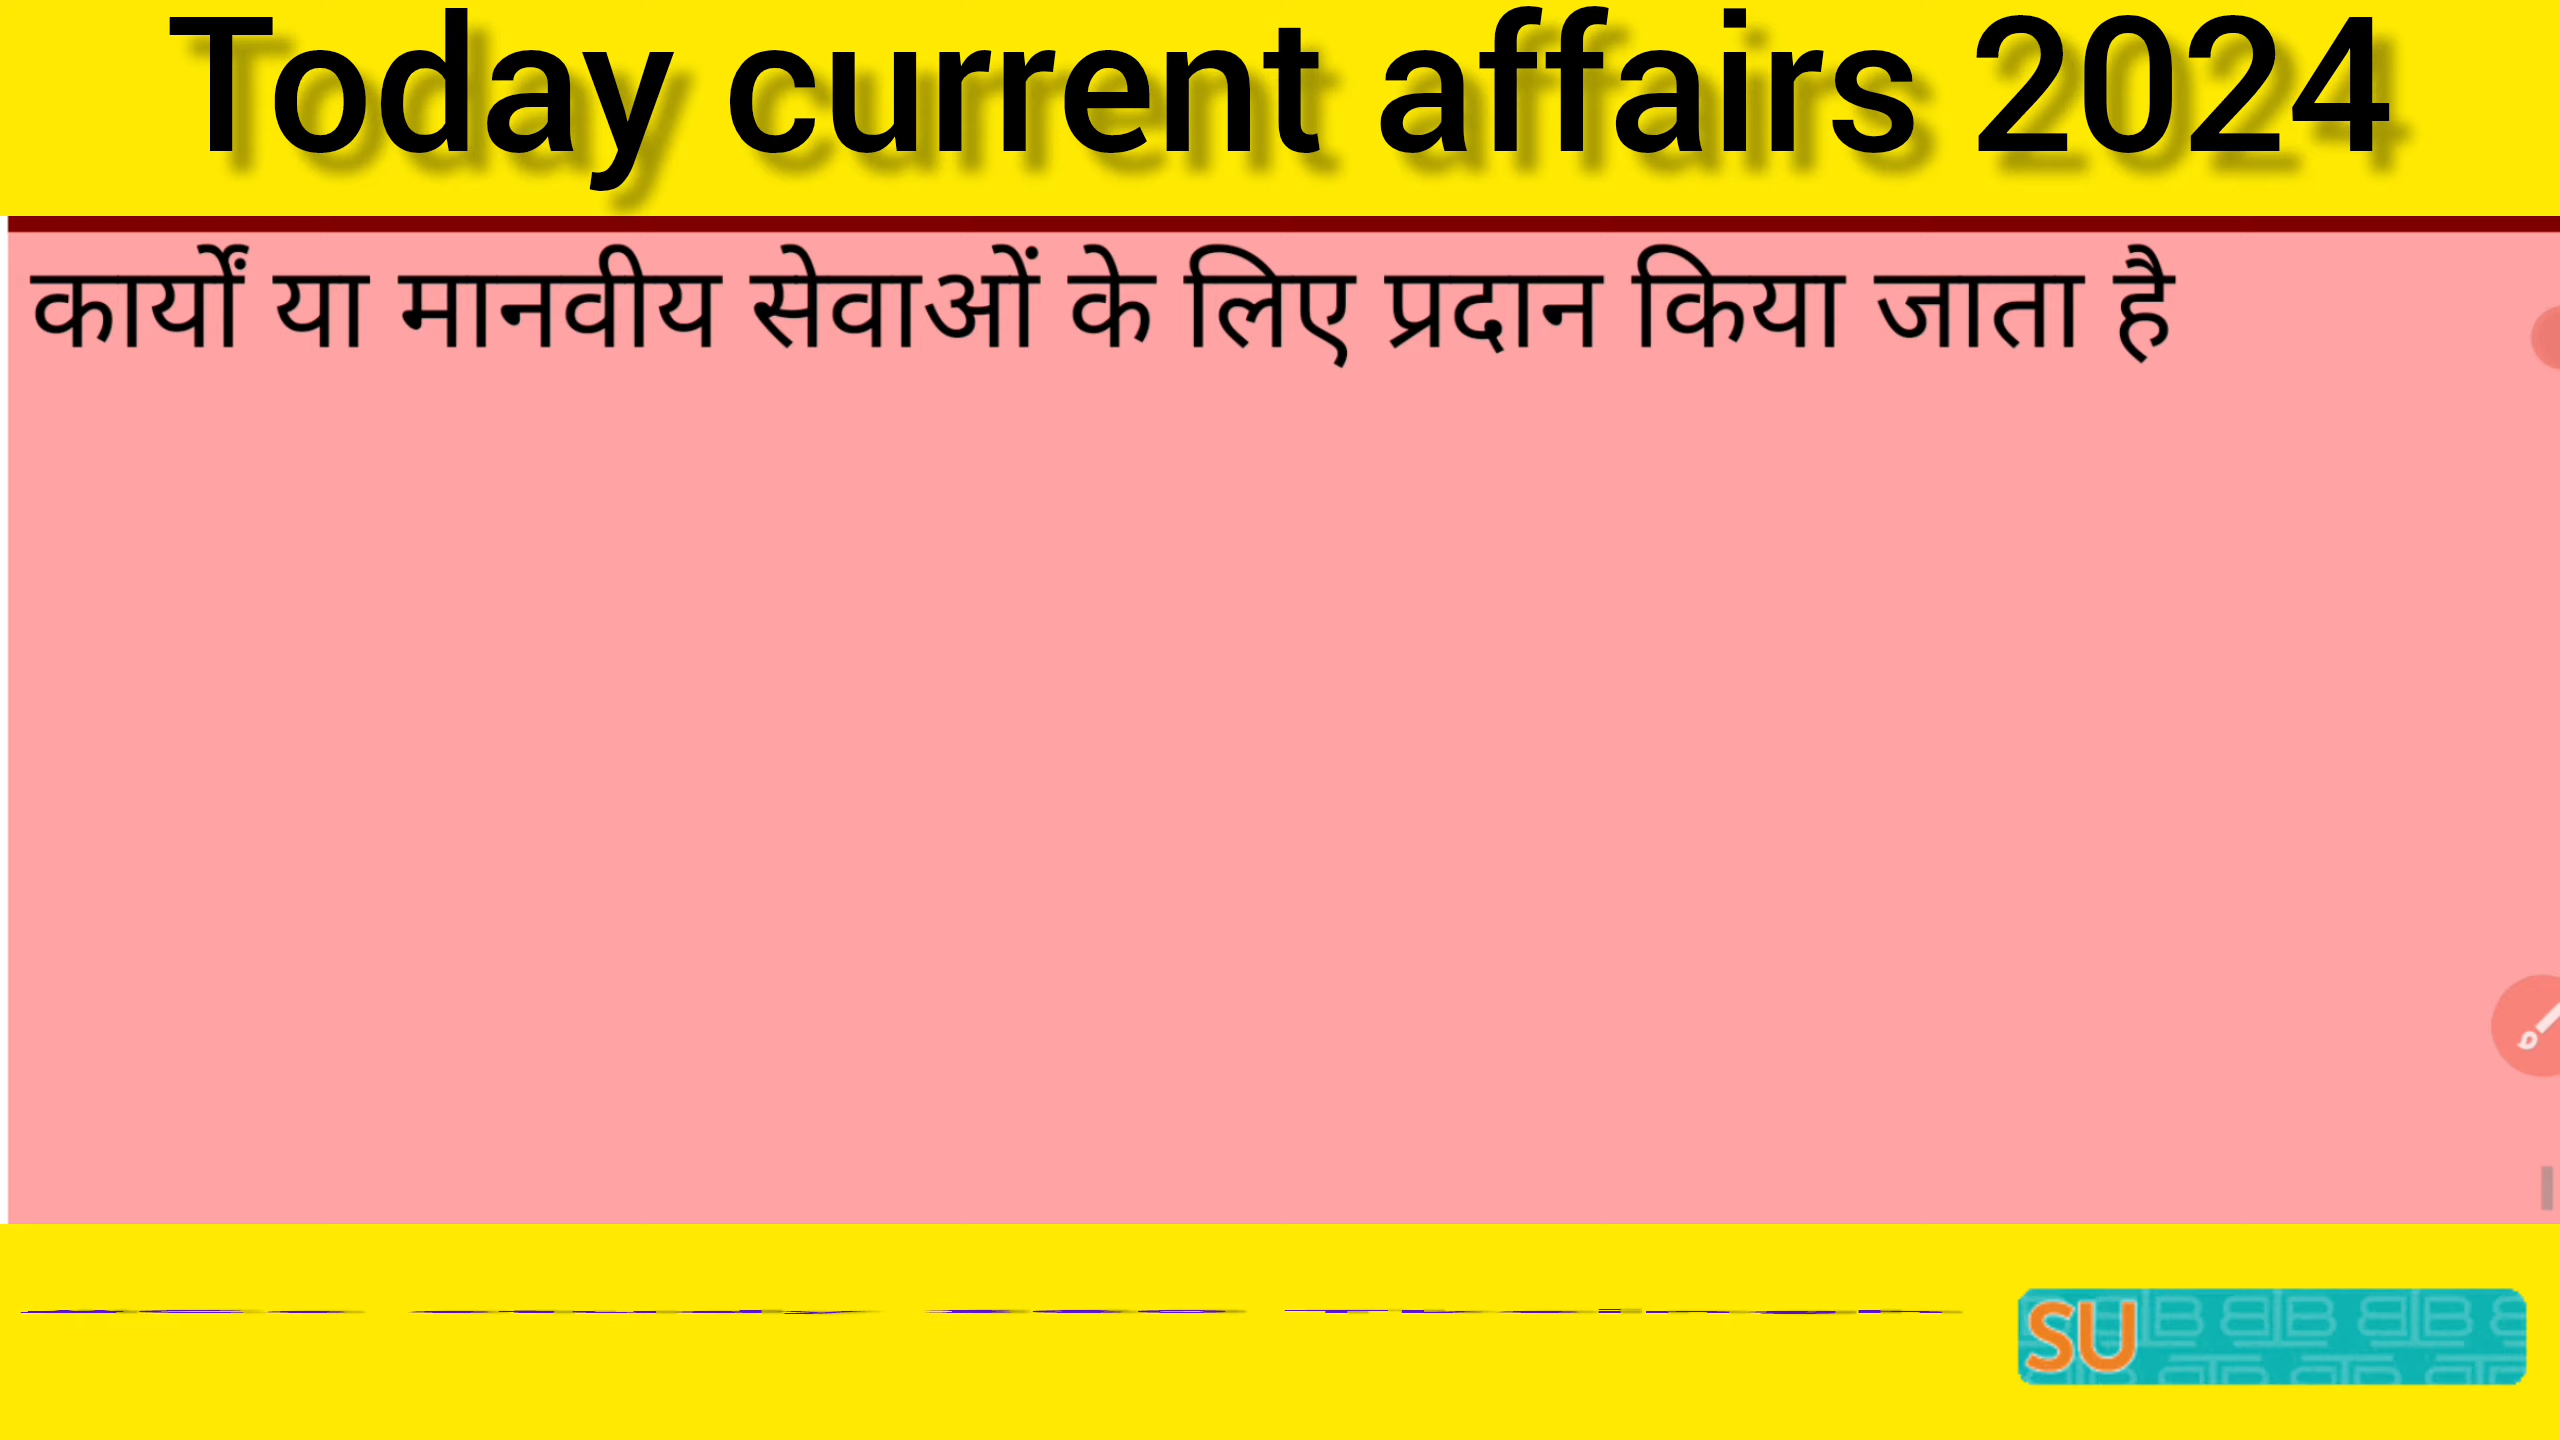 Today current affairs 2024
कार्यों या मानवीय सेवाओं के लिए प्रदान किया जाता है
SU